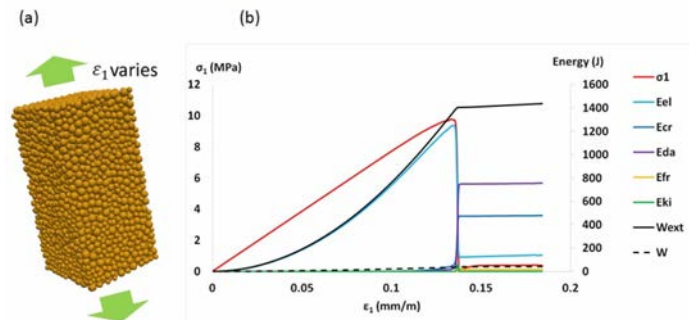 (a)
(b)
ε₁ varies
σ₁ (MPa)
Energy (J)
12
10
8
6
4
2
0
1600
1400
1200
1000
800
600
400
200
0
0
0.05
0.1
0.15
0.2
ε₁ (mm/m)
σ1
Eel
Ecr
Eda
Efr
Eki
Wext
W